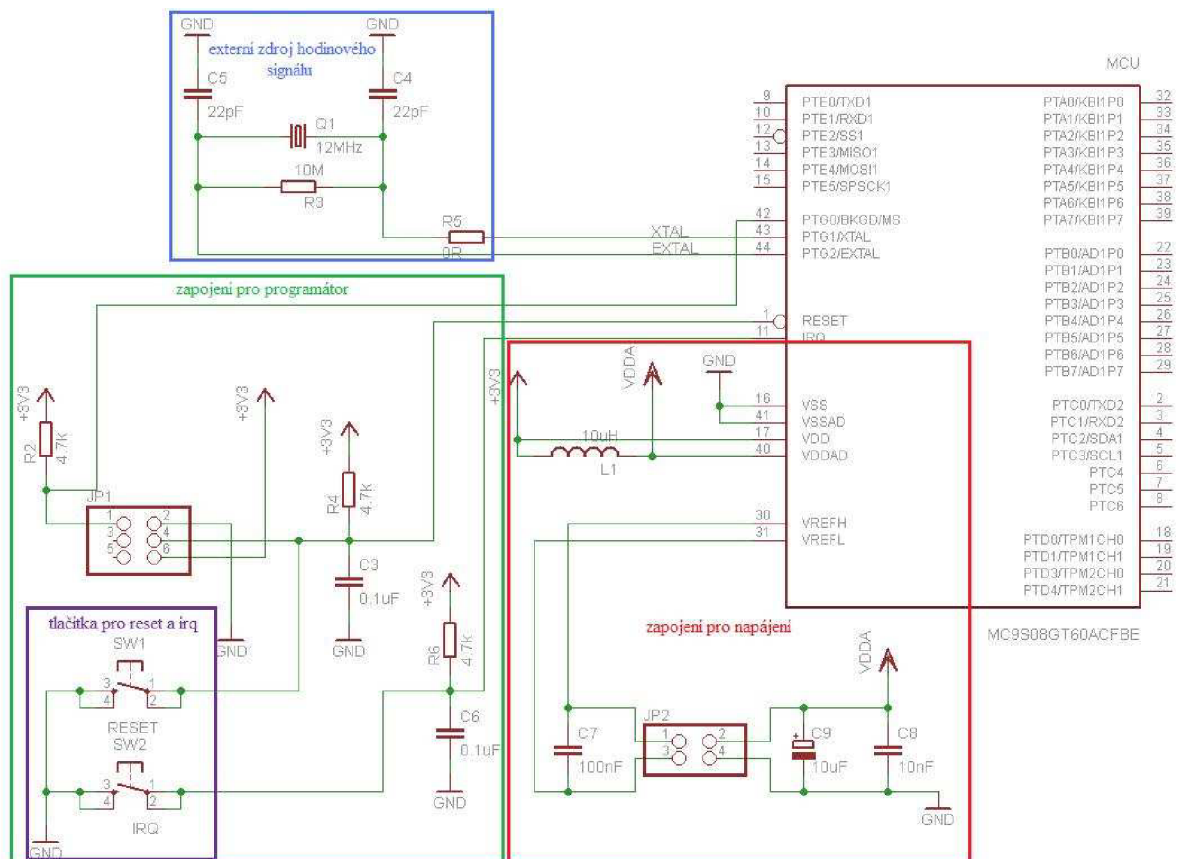 GND
GND
externí zdroj hodinového
signálu
C5
22pF
C4
22pF
Q1
12MHz
10M
R3
R5
0R
XTAL
EXTAL
MCU
9 PTE0/TXD1
10 PTE1/RXD1
12 PTE2/SS1
13 PTE3/MISO1
14 PTE4/MOSI1
15 PTE5/SPSCK1
42 PTG0/BKGD/MS
43 PTG1/XTAL
44 PTG2/EXTAL
1 RESET
11 IRQ
16 VSS
41 VSSAD
17 VDD
40 VDDAD
30 VREFH
31 VREFL
PTA0/KBI1P0 32
PTA1/KBI1P1 33
PTA2/KBI1P2 34
PTA3/KBI1P3 35
PTA4/KBI1P4 36
PTA5/KBI1P5 37
PTA6/KBI1P6 38
PTA7/KBI1P7 39
PTB0/AD1P0 22
PTB1/AD1P1 23
PTB2/AD1P2 24
PTB3/AD1P3 25
PTB4/AD1P4 26
PTB5/AD1P5 27
PTB6/AD1P6 28
PTB7/AD1P7 29
PTC0/TXD2 2
PTC1/RXD2 3
PTC2/SDA1 4
PTC3/SCL1 5
PTC4 6
PTC5 7
PTC6 8
PTD0/TPM1CH0 18
PTD1/TPM1CH1 19
PTD3/TPM2CH0 20
PTD4/TPM2CH1 21
MC9S08GT60ACFBE
zapojení pro programátor
+3V3
R2
4.7k
+3V3
+3V3
R4
4.7k
JP1
1 2
3 4
5 6
C3
0.1uF
GND
GND
+3V3
R6
4.7k
C6
0.1uF
GND
tlačítka pro reset a irq
SW1
3 1
4 2
RESET
SW2
3 1
4 2
IRQ
GND
+3V3
VDDA
GND
10uH
L1
zapojení pro napájení
VDDA
C7
100nF
JP2
1 2
3 4
C9
+
10uF
C8
10nF
GND